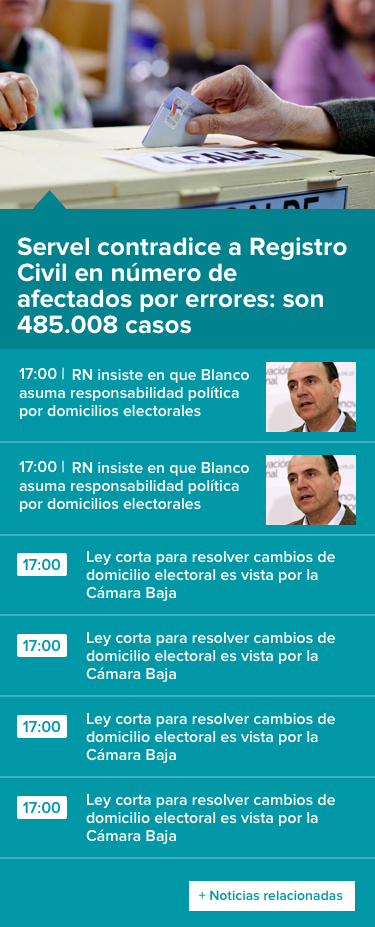 ALCALDE
ALCALDE
Servel contradice a Registro
Civil en número de
afectados por errores: son
485.008 casos
17:00 | RN insiste en que Blanco
asuma responsabilidad política
por domicilios electorales
17:00 | RN insiste en que Blanco
asuma responsabilidad política
por domicilios electorales
17:00
Ley corta para resolver cambios de
domicilio electoral es vista por la
Cámara Baja
17:00
Ley corta para resolver cambios de
domicilio electoral es vista por la
Cámara Baja
17:00
Ley corta para resolver cambios de
domicilio electoral es vista por la
Cámara Baja
17:00
Ley corta para resolver cambios de
domicilio electoral es vista por la
Cámara Baja
+ Noticias relacionadas